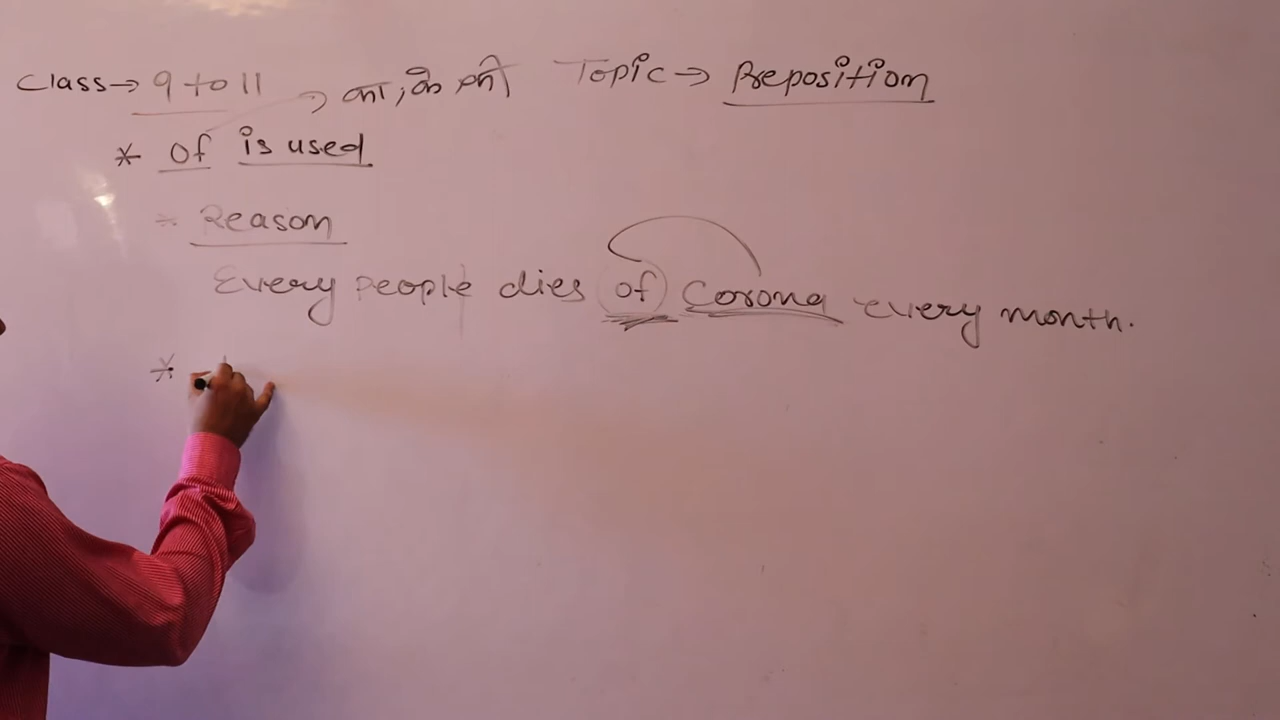 Class → 9 to 11 → का, के, की Topic → Preposition
* Of is used
* Reason
Every people dies of Corona every month.
*